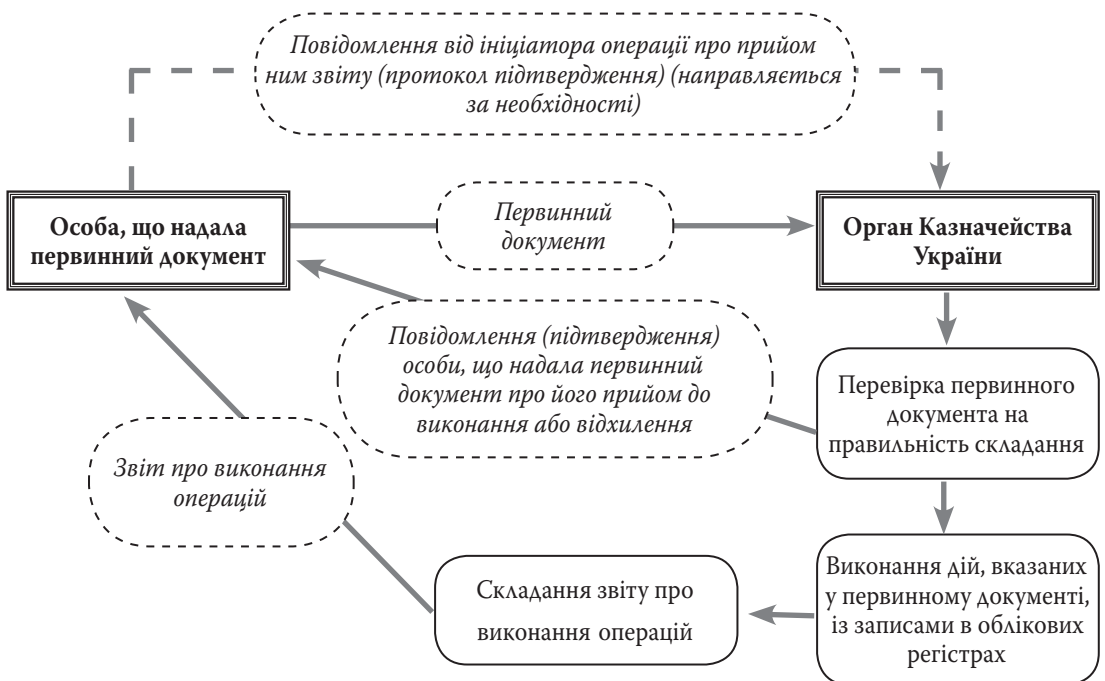 Повідомлення від ініціатора операції про прийом
ним звіту (протокол підтвердження) (направляється
за необхідності)
Особа, що надала
первинний документ
Первинний
документ
Орган Казначейства
України
Повідомлення (підтвердження)
особи, що надала первинний
документ про його прийом до
виконання або відхилення
Перевірка первинного
документа на
правильність складання
Звіт про виконання
операцій
Складання звіту про
виконання операцій
Виконання дій, вказаних
у первинному документі,
із записами в облікових
регістрах